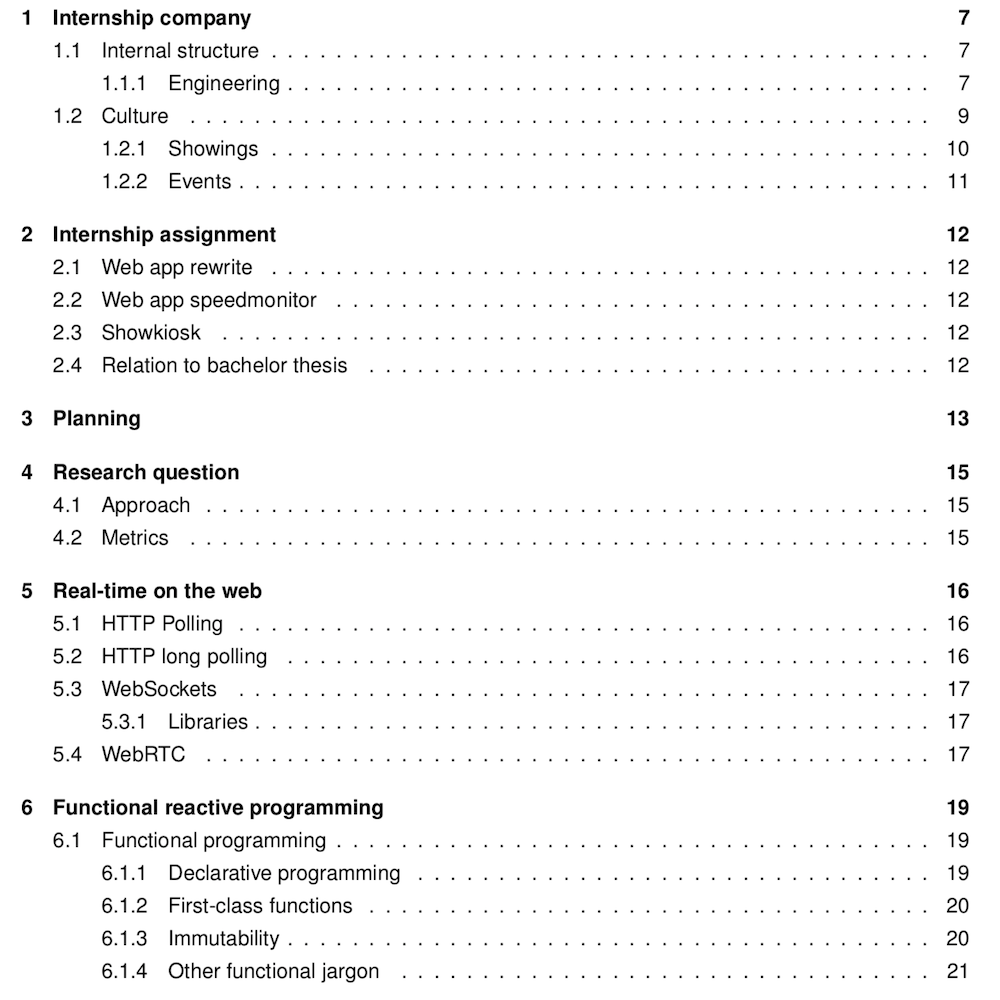 1 Internship company 7
1.1 Internal structure . . . . . . . . . . . . . . . . . . . . . . . . . . . . . . . . . . . . . . . . . 7
1.1.1 Engineering . . . . . . . . . . . . . . . . . . . . . . . . . . . . . . . . . . . . . . . . 7
1.2 Culture . . . . . . . . . . . . . . . . . . . . . . . . . . . . . . . . . . . . . . . . . . . . . . 9
1.2.1 Showings . . . . . . . . . . . . . . . . . . . . . . . . . . . . . . . . . . . . . . . . . 10
1.2.2 Events . . . . . . . . . . . . . . . . . . . . . . . . . . . . . . . . . . . . . . . . . . . 11
2 Internship assignment 12
2.1 Web app rewrite . . . . . . . . . . . . . . . . . . . . . . . . . . . . . . . . . . . . . . . . . 12
2.2 Web app speedmonitor . . . . . . . . . . . . . . . . . . . . . . . . . . . . . . . . . . . . . 12
2.3 Showkiosk . . . . . . . . . . . . . . . . . . . . . . . . . . . . . . . . . . . . . . . . . . . . 12
2.4 Relation to bachelor thesis . . . . . . . . . . . . . . . . . . . . . . . . . . . . . . . . . . . 12
3 Planning 13
4 Research question 15
4.1 Approach . . . . . . . . . . . . . . . . . . . . . . . . . . . . . . . . . . . . . . . . . . . . . 15
4.2 Metrics . . . . . . . . . . . . . . . . . . . . . . . . . . . . . . . . . . . . . . . . . . . . . . 15
5 Real-time on the web 16
5.1 HTTP Polling . . . . . . . . . . . . . . . . . . . . . . . . . . . . . . . . . . . . . . . . . . . 16
5.2 HTTP long polling . . . . . . . . . . . . . . . . . . . . . . . . . . . . . . . . . . . . . . . . 16
5.3 WebSockets . . . . . . . . . . . . . . . . . . . . . . . . . . . . . . . . . . . . . . . . . . . 17
5.3.1 Libraries . . . . . . . . . . . . . . . . . . . . . . . . . . . . . . . . . . . . . . . . . . 17
5.4 WebRTC . . . . . . . . . . . . . . . . . . . . . . . . . . . . . . . . . . . . . . . . . . . . . 17
6 Functional reactive programming 19
6.1 Functional programming . . . . . . . . . . . . . . . . . . . . . . . . . . . . . . . . . . . . . 19
6.1.1 Declarative programming . . . . . . . . . . . . . . . . . . . . . . . . . . . . . . . . 19
6.1.2 First-class functions . . . . . . . . . . . . . . . . . . . . . . . . . . . . . . . . . . . 20
6.1.3 Immutability . . . . . . . . . . . . . . . . . . . . . . . . . . . . . . . . . . . . . . . . 20
6.1.4 Other functional jargon . . . . . . . . . . . . . . . . . . . . . . . . . . . . . . . . . 21